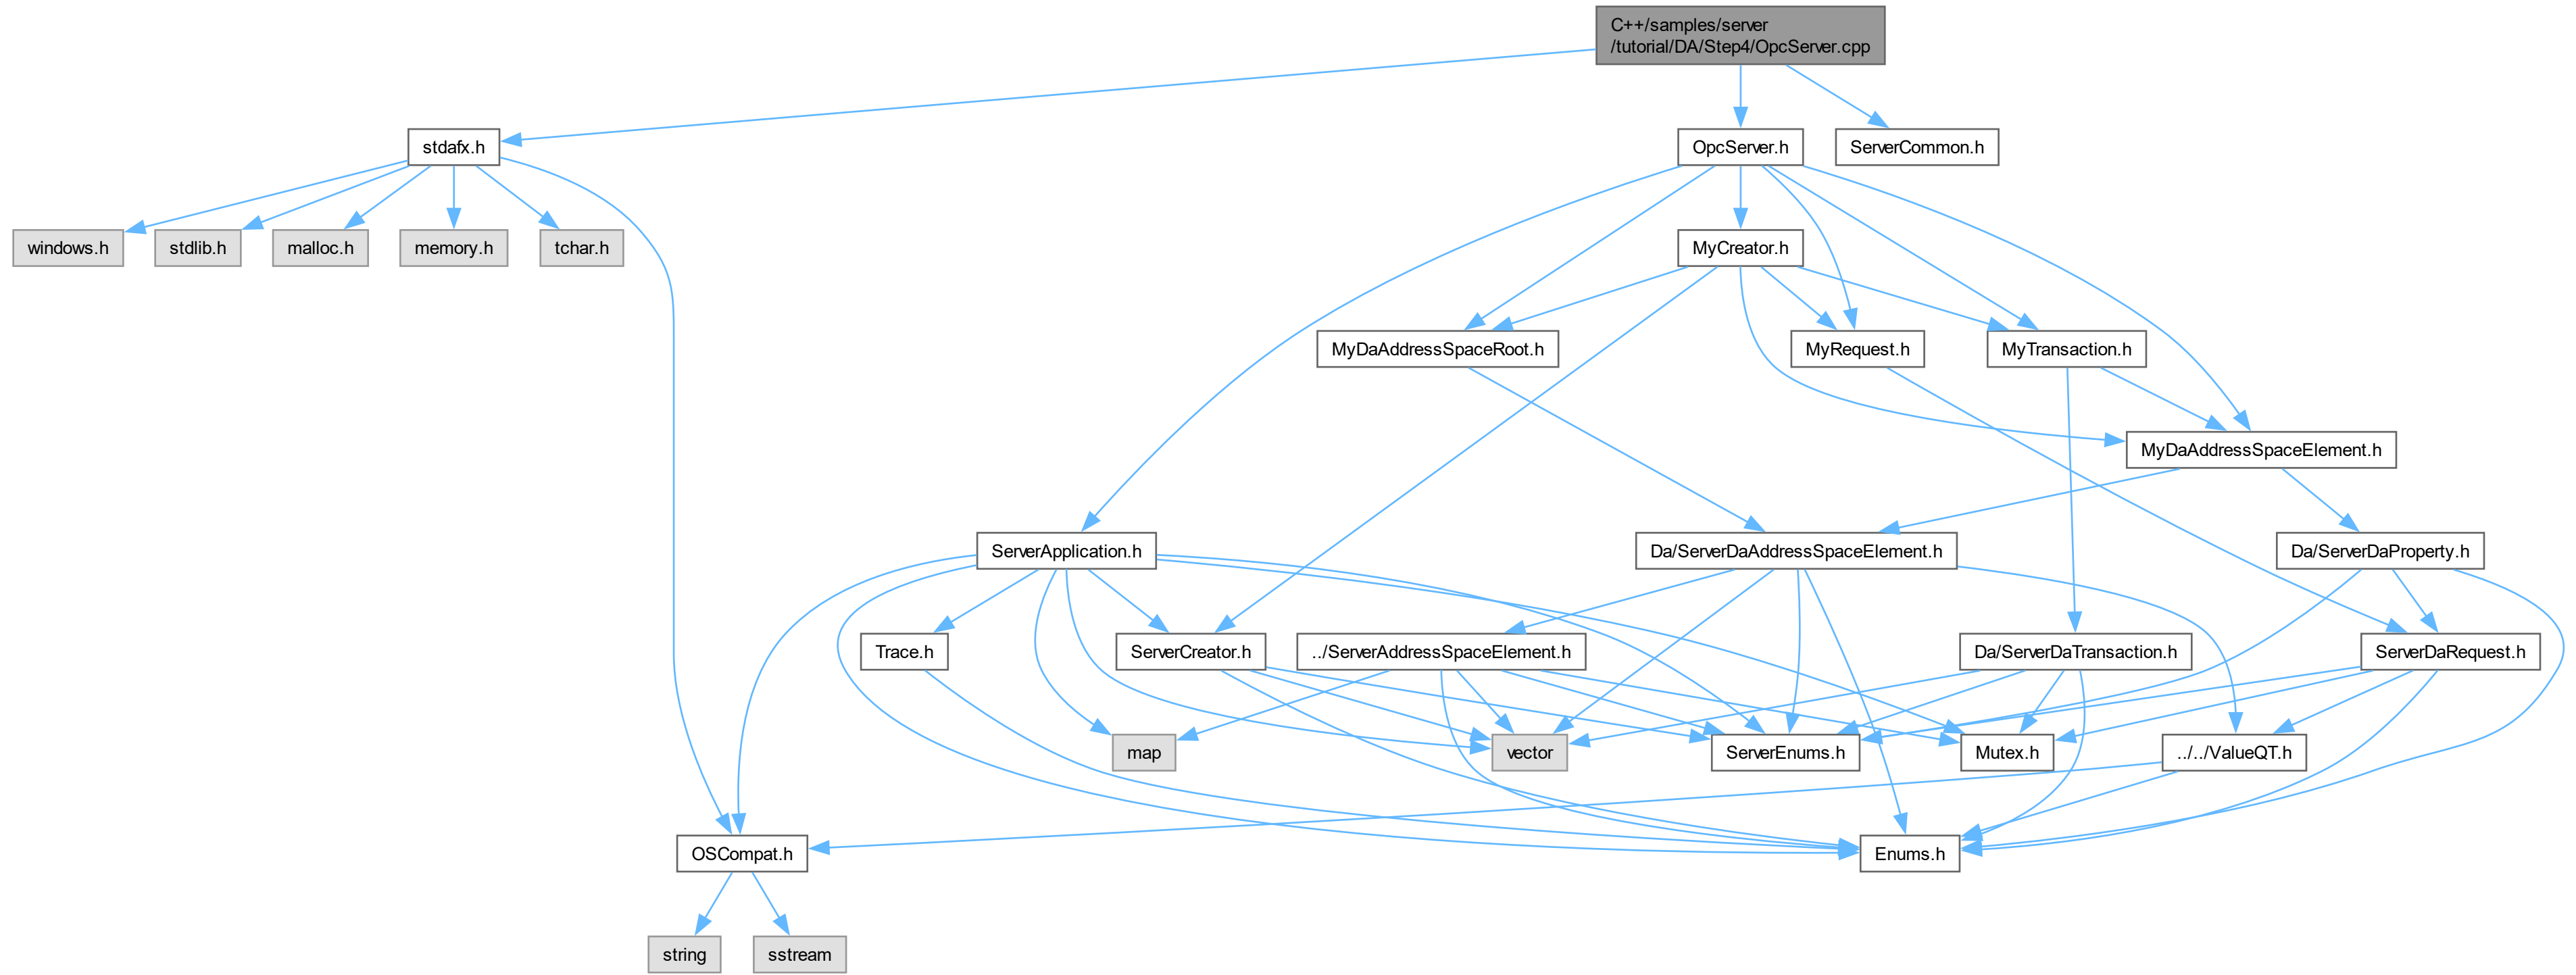 C++/samples/server
/tutorial/DA/Step4/OpcServer.cpp
stdafx.h
OpcServer.h
ServerCommon.h
windows.h
stdlib.h
malloc.h
memory.h
tchar.h
MyCreator.h
MyDaAddressSpaceRoot.h
MyRequest.h
MyTransaction.h
MyDaAddressSpaceElement.h
ServerApplication.h
Da/ServerDaAddressSpaceElement.h
Da/ServerDaProperty.h
Trace.h
ServerCreator.h
../ServerAddressSpaceElement.h
Da/ServerDaTransaction.h
ServerDaRequest.h
map
vector
ServerEnums.h
Mutex.h
../../ValueQT.h
OSCompat.h
Enums.h
string
sstream